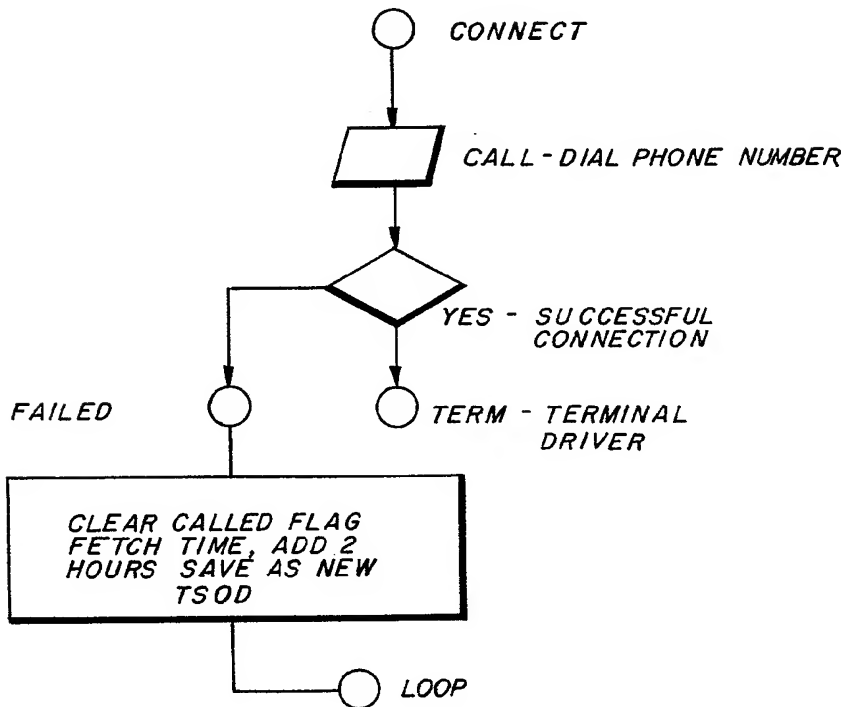 CONNECT
CALL-DIAL PHONE NUMBER
YES - SUCCESSFUL
CONNECTION
FAILED
TERM - TERMINAL
DRIVER
CLEAR CALLED FLAG
FETCH TIME, ADD 2
HOURS SAVE AS NEW
TSOD
LOOP